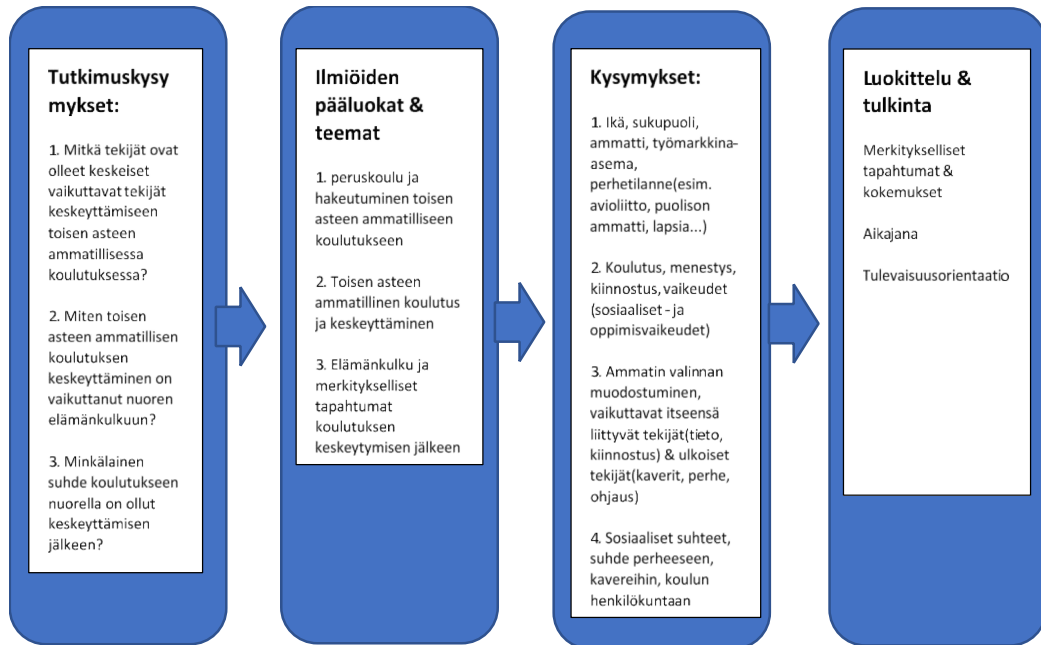 Tutkimuskysy
mykset:
1. Mitkä tekijät ovat
olleet keskeiset
vaikuttavat tekijät
keskeyttämiseen
toisen asteen
ammatillisessa
koulutuksessa?
2. Miten toisen
asteen ammatillisen
koulutuksen
keskeyttäminen on
vaikuttanut nuoren
elämänkulkuun?
3. Minkälainen
suhde koulutukseen
nuorella on ollut
keskeyttämisen
jälkeen?
Ilmiöiden
pääluokat &
teemat
1. peruskoulu ja
hakeutuminen toisen
asteen ammatilliseen
koulutukseen
2. Toisen asteen
ammatillinen koulutus
ja keskeyttäminen
3. Elämänkulku ja
merkitykselliset
tapahtumat
koulutuksen
keskeytymisen jälkeen
Kysymykset:
1. Ikä, sukupuoli,
ammatti, työmarkkina-
asema,
perhetilanne(esim.
avioliitto, puolison
ammatti, lapsia...)
2. Koulutus, menestys,
kiinnostus, vaikeudet
(sosiaaliset - ja
oppimisvaikeudet)
3. Ammatin valinnan
muodostuminen,
vaikuttavat itseensä
liittyvät tekijät(tieto,
kiinnostus) & ulkoiset
tekijät(kaverit, perhe,
ohjaus)
4. Sosiaaliset suhteet,
suhde perheeseen,
kavereihin, koulun
henkilökuntaan
Luokittelu &
tulkinta
Merkitykselliset
tapahtumat &
kokemukset
Aikajana
Tulevaisuusorientaatio